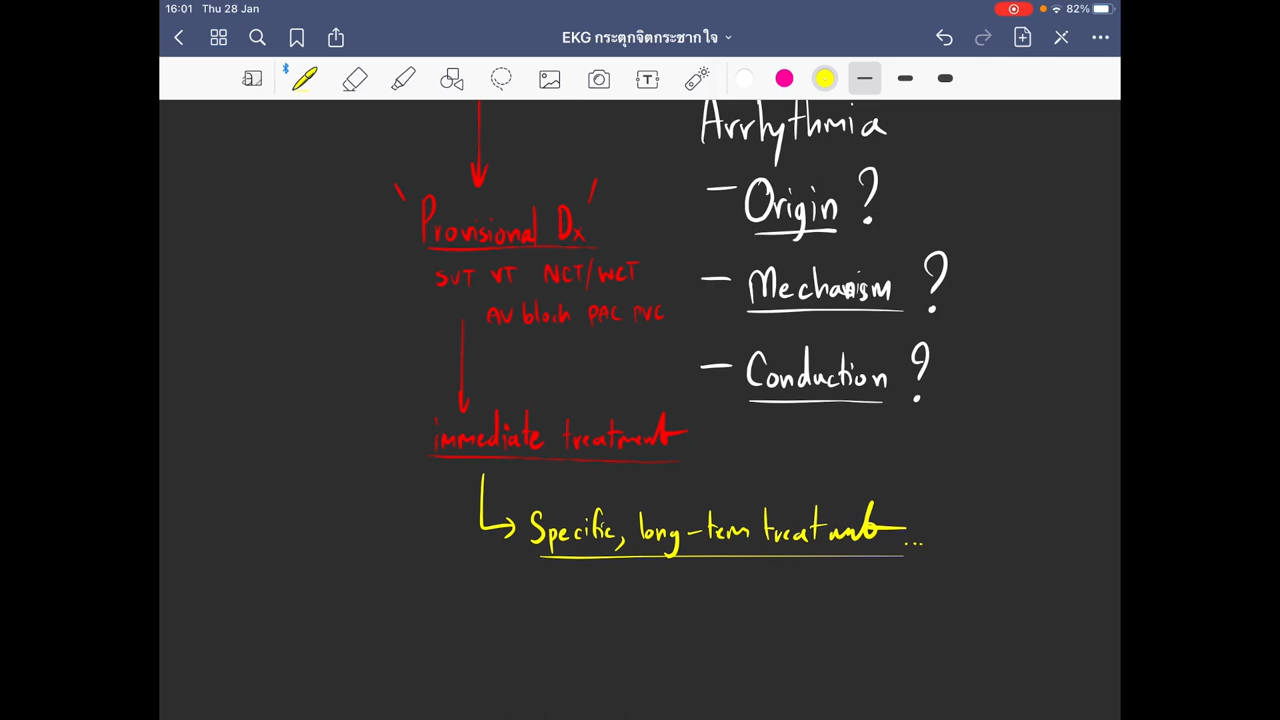 16:01 Thu 28 Jan
82%
EKG กระตุกจิตกระชากใจ
Arrhythmia
- Origin ?
- Mechanism ?
- Conduction ?
' Provisional Dx '
SVT VT NCT/WCT
AV block PAC PVC
immediate treatment
Specific, long-term treatment ...